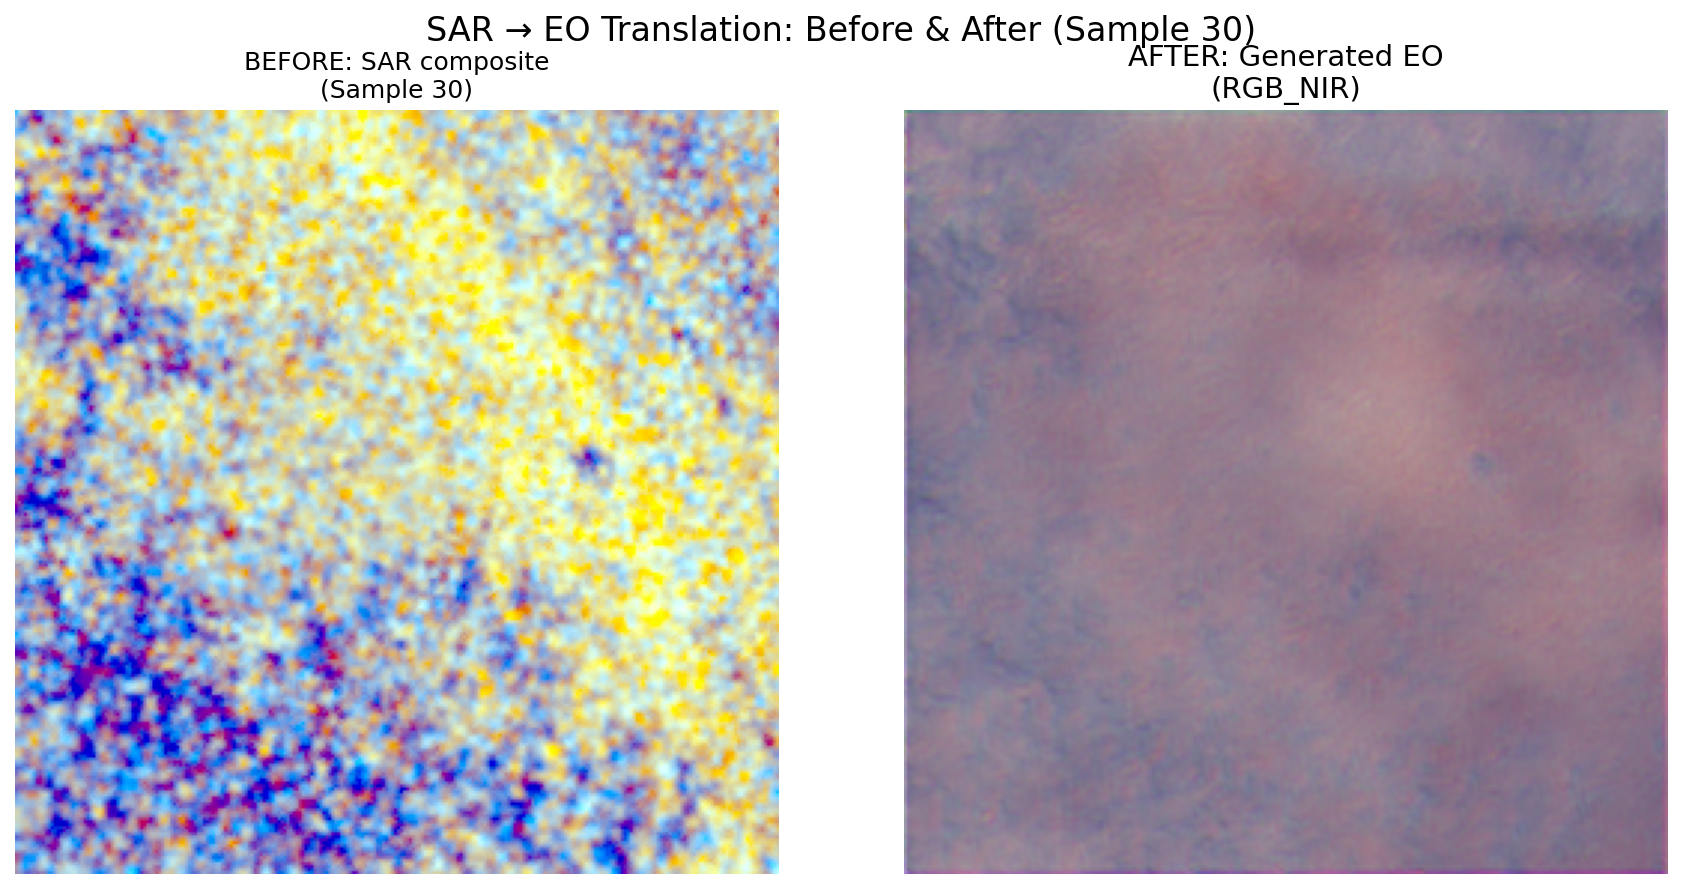 SAR → EO Translation: Before & After (Sample 30)
BEFORE: SAR composite
(Sample 30)
AFTER: Generated EO
(RGB_NIR)